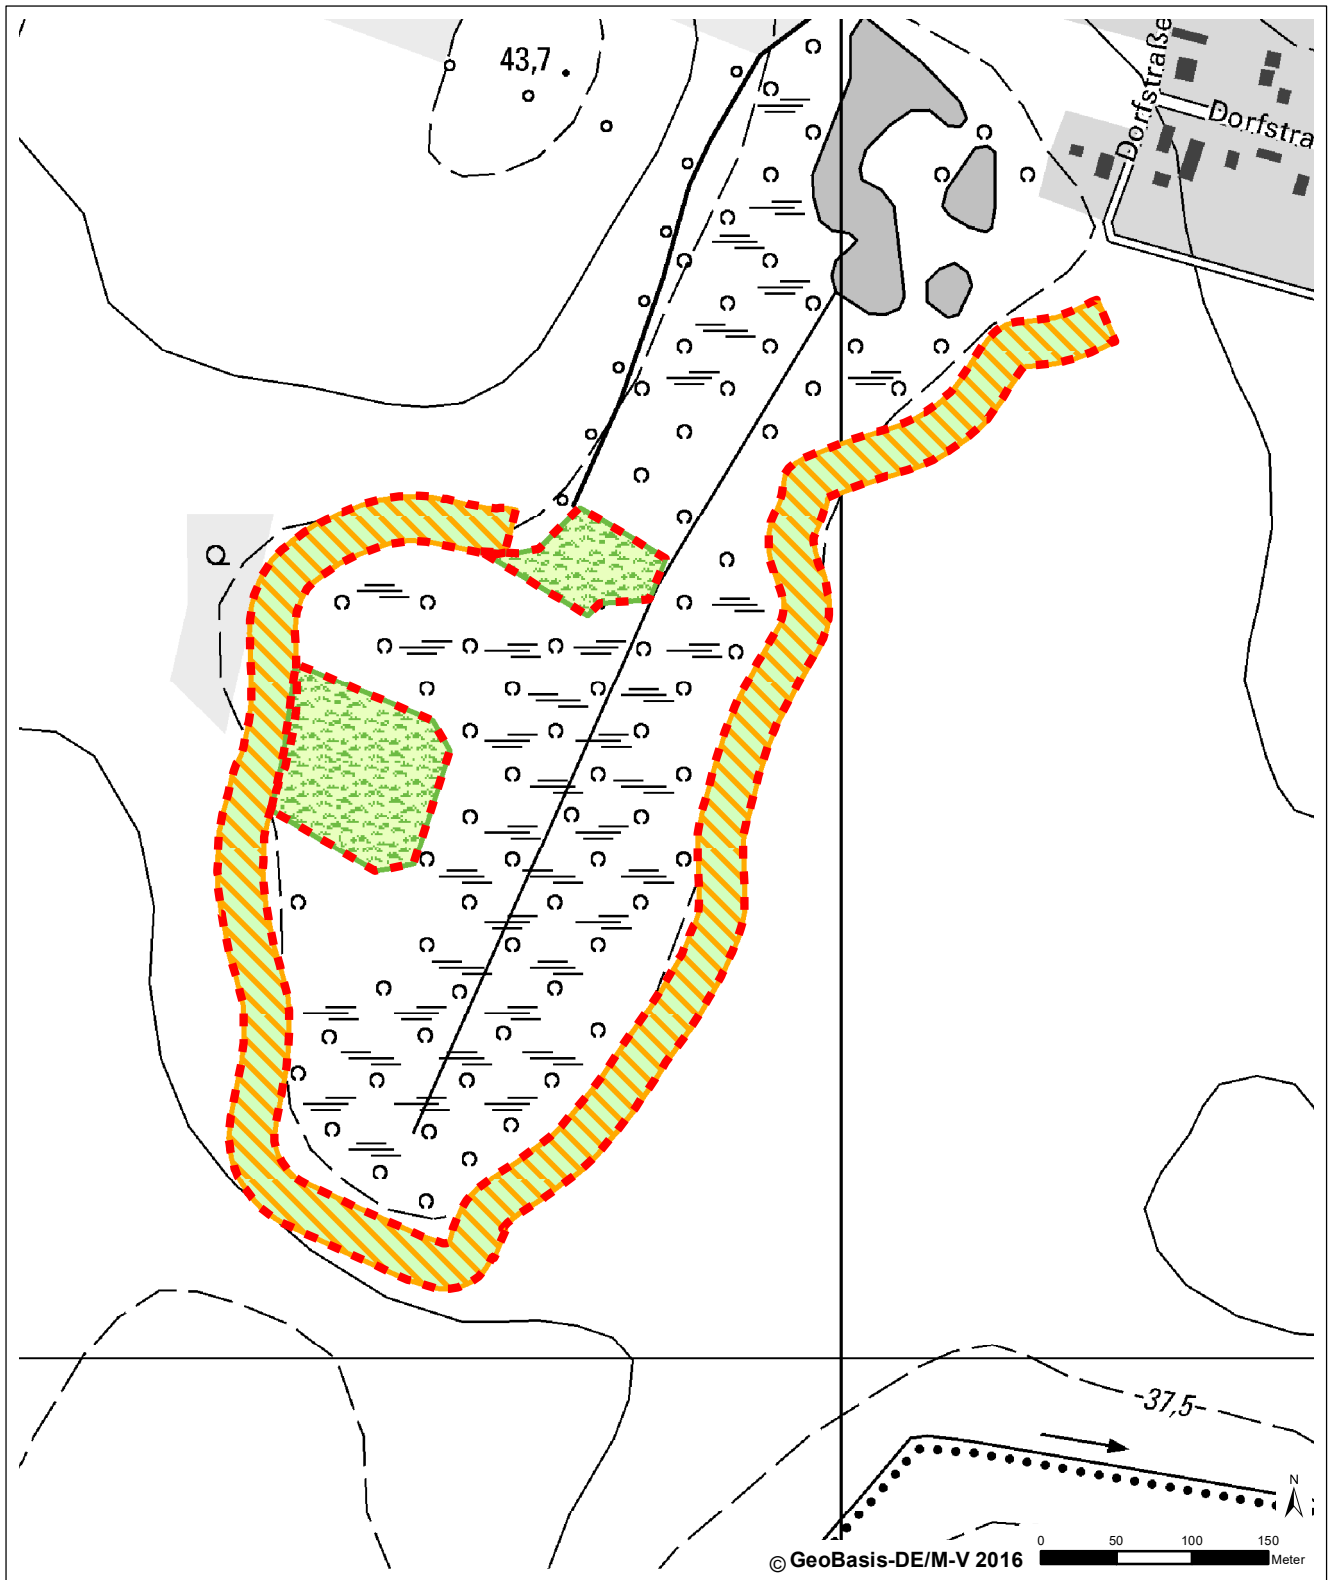 43,7
Dorfstraße
Dorfstra
d
-37,5-
N
0 50 100 150
Meter
© GeoBasis-DE/M-V 2016